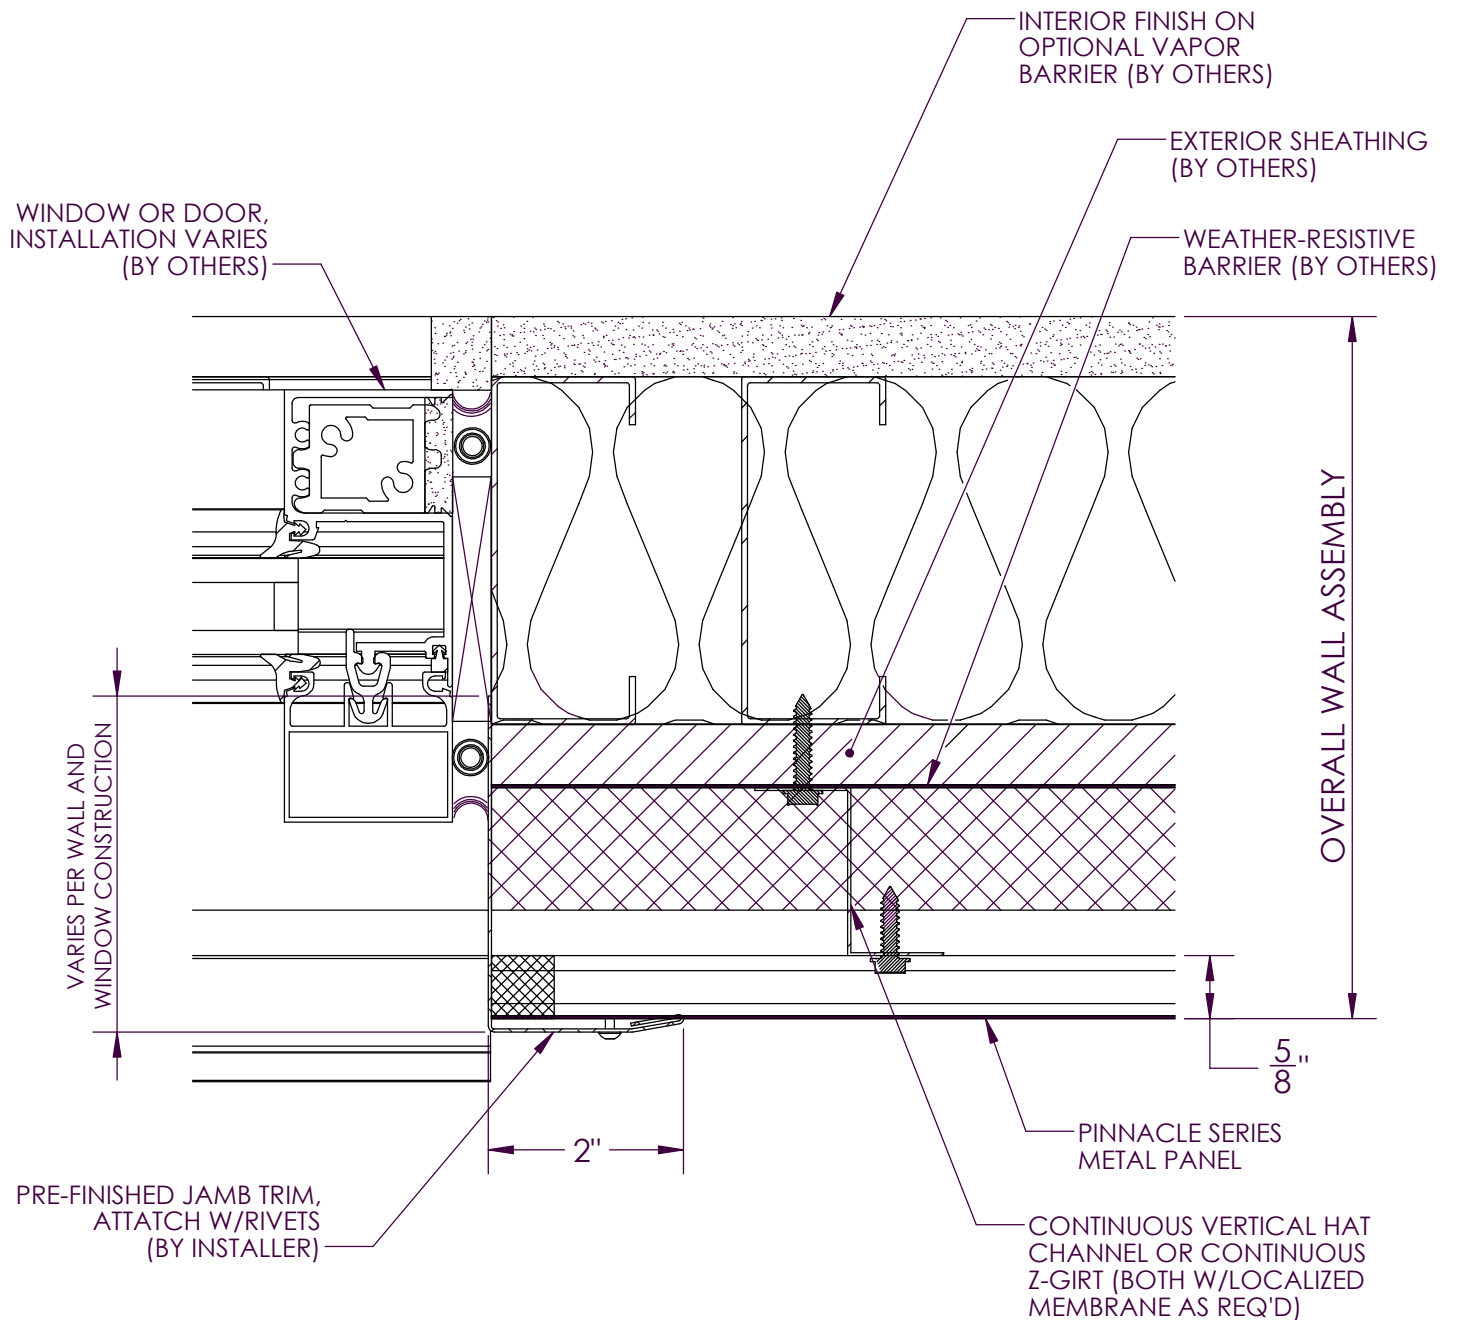 INTERIOR FINISH ON
OPTIONAL VAPOR
BARRIER (BY OTHERS)
EXTERIOR SHEATHING
(BY OTHERS)
WEATHER-RESISTIVE
BARRIER (BY OTHERS)
WINDOW OR DOOR,
INSTALLATION VARIES
(BY OTHERS)
OVERALL WALL ASSEMBLY
VARIES PER WALL AND
WINDOW CONSTRUCTION
5/8"
2"
PINNACLE SERIES
METAL PANEL
PRE-FINISHED JAMB TRIM,
ATTATCH W/RIVETS
(BY INSTALLER)
CONTINUOUS VERTICAL HAT
CHANNEL OR CONTINUOUS
Z-GIRT (BOTH W/LOCALIZED
MEMBRANE AS REQ'D)